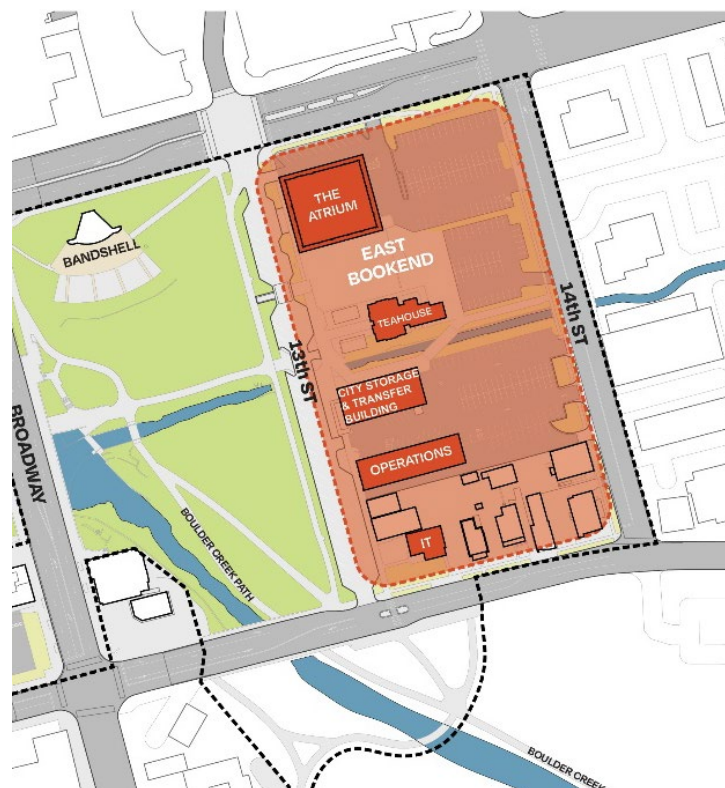 THE
ATRIUM
BANDSHELL
EAST
BOOKEND
TEAHOUSE
14th ST
13th ST
CITY STORAGE
& TRANSFER
BUILDING
BROADWAY
OPERATIONS
BOULDER CREEK PATH
IT
BOULDER CREEK